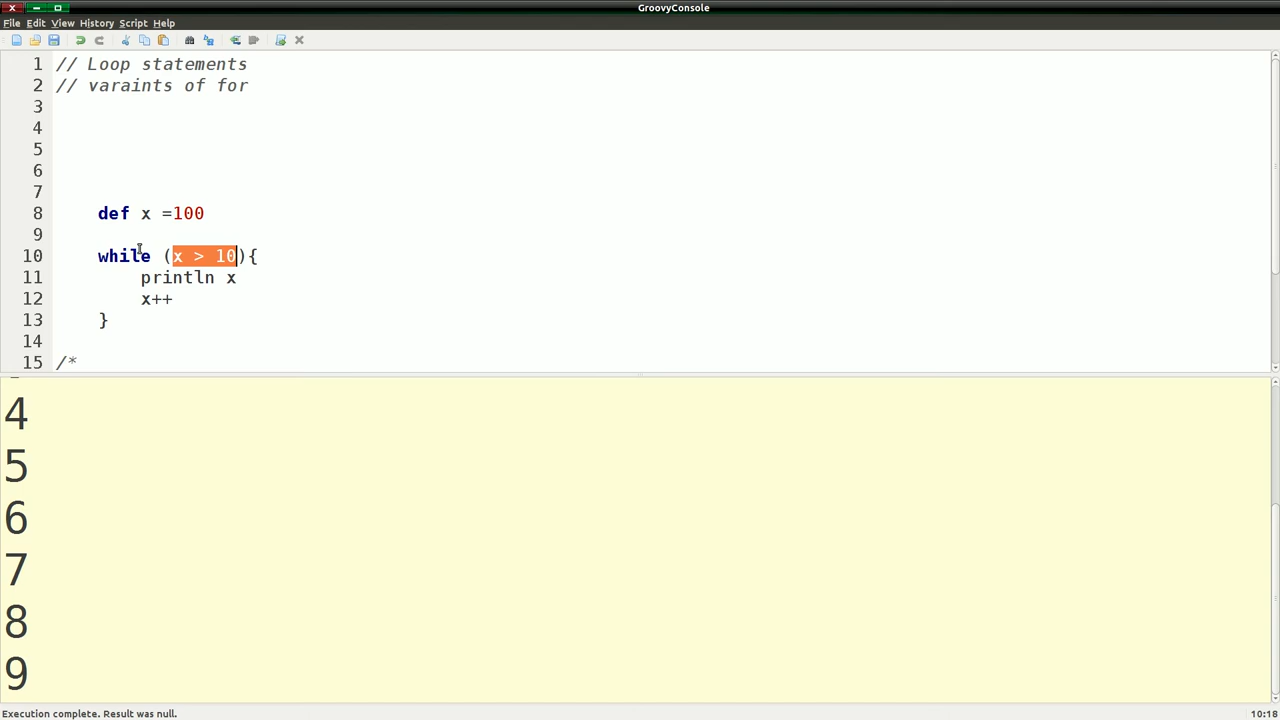 GroovyConsole
File Edit View History Script Help
1 // Loop statements
2 // varaints of for
3
4
5
6
7
8 def x =100
9
10 while (x > 10){
11 println x
12 x++
13 }
14
15 /*
4
5
6
7
8
9
Execution complete. Result was null. 10:18